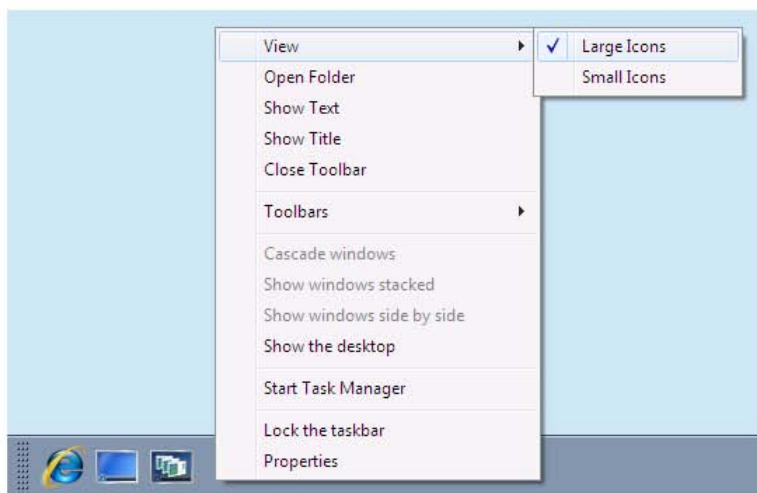 View
Large Icons
Open Folder
Small Icons
Show Text
Show Title
Close Toolbar
Toolbars
Cascade windows
Show windows stacked
Show windows side by side
Show the desktop
Start Task Manager
Lock the taskbar
Properties